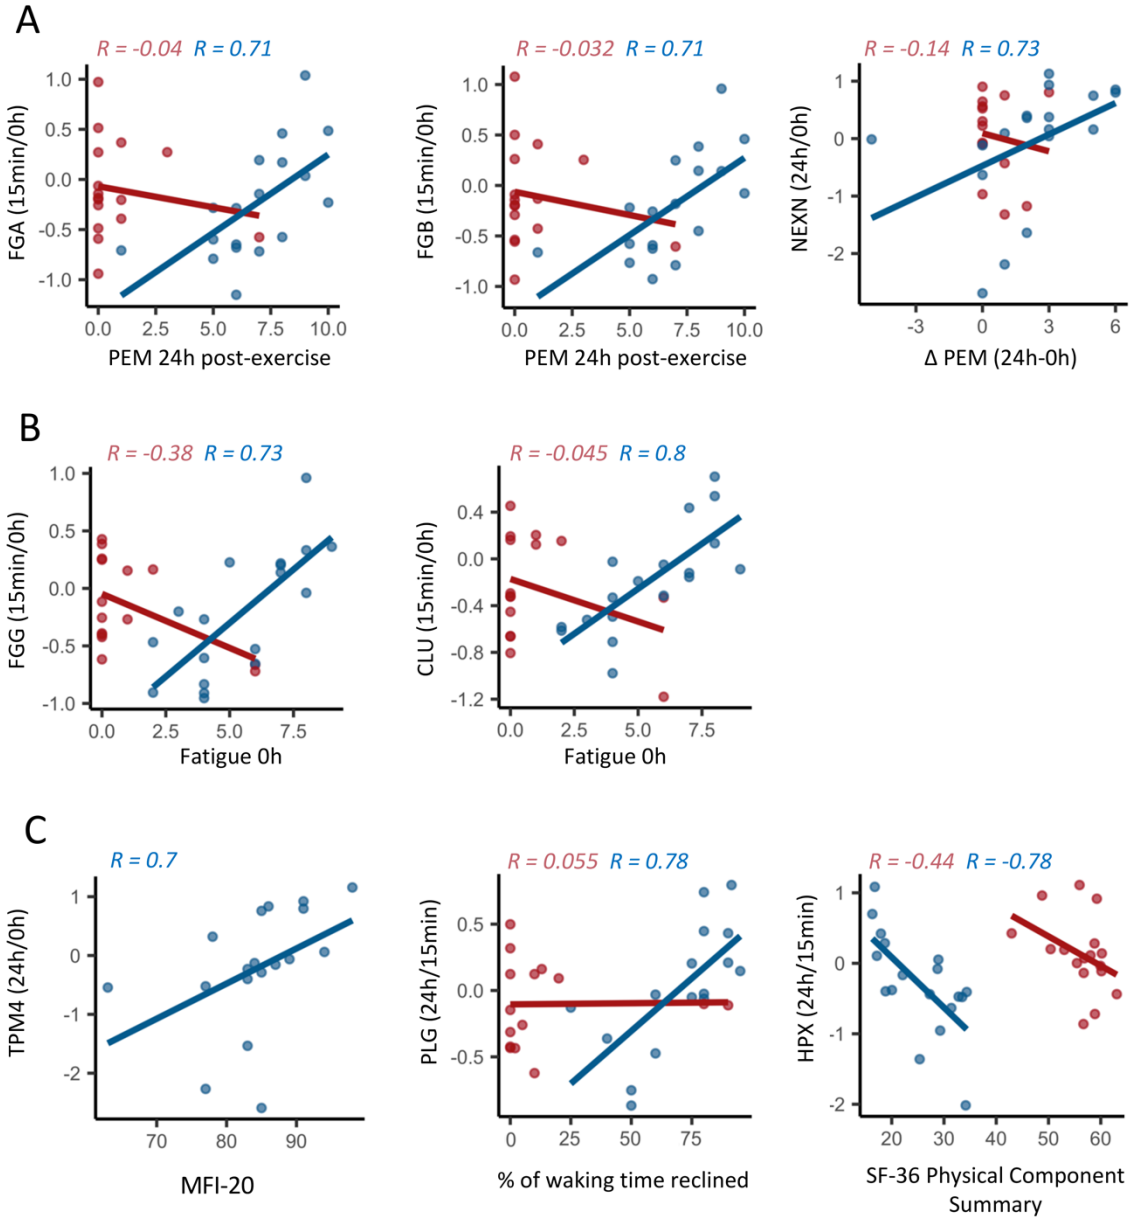 A
R = -0.04 R = 0.71
FGA (15min/0h)
1.0
0.5
0.0
-0.5
-1.0
0.0 2.5 5.0 7.5 10.0
PEM 24h post-exercise
R = -0.032 R = 0.71
FGB (15min/0h)
1.0
0.5
0.0
-0.5
-1.0
0.0 2.5 5.0 7.5 10.0
PEM 24h post-exercise
R = -0.14 R = 0.73
NEXN (24h/0h)
1
0
-1
-2
-3 0 3 6
Δ PEM (24h-0h)
B
R = -0.38 R = 0.73
FGG (15min/0h)
1.0
0.5
0.0
-0.5
-1.0
0.0 2.5 5.0 7.5
Fatigue 0h
R = -0.045 R = 0.8
CLU (15min/0h)
0.4
0.0
-0.4
-0.8
-1.2
0.0 2.5 5.0 7.5
Fatigue 0h
C
R = 0.7
TPM4 (24h/0h)
1
0
-1
-2
70 80 90
MFI-20
R = 0.055 R = 0.78
PLG (24h/15min)
0.5
0.0
-0.5
0 25 50 75
% of waking time reclined
R = -0.44 R = -0.78
HPX (24h/15min)
1
0
-1
-2
20 30 40 50 60
SF-36 Physical Component
Summary